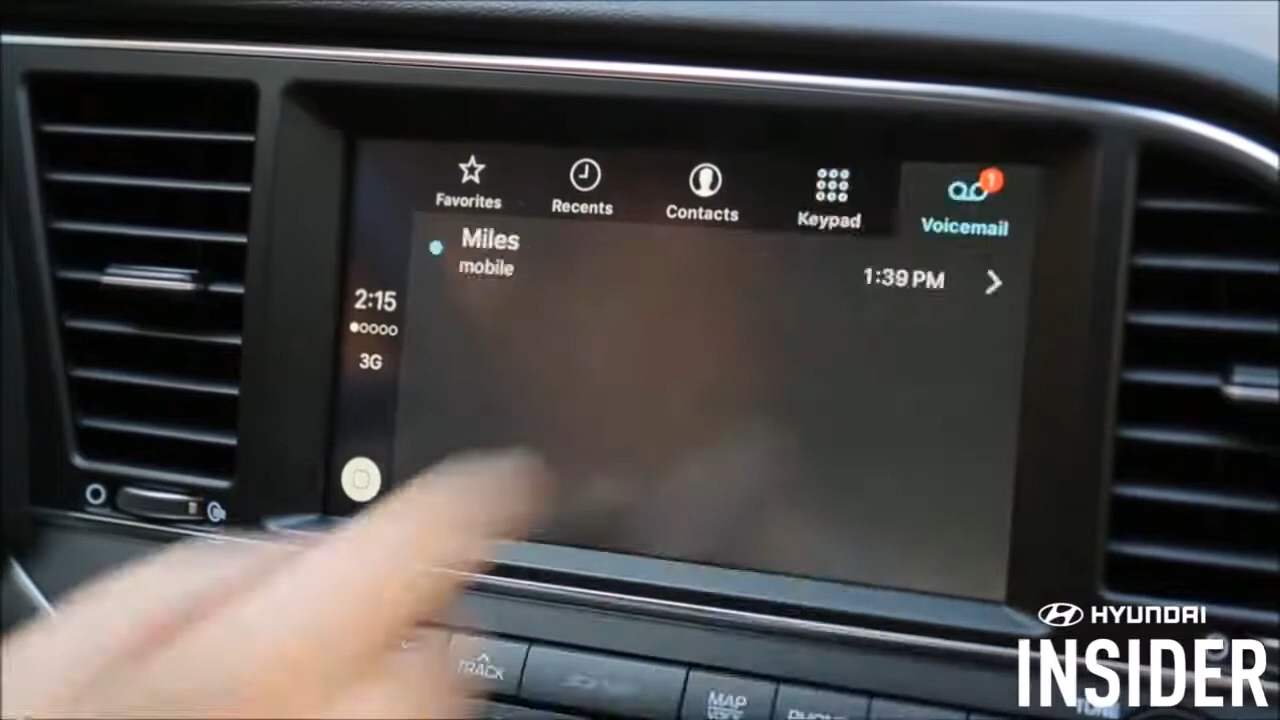 Favorites
Recents
Contacts
Keypad
1
Voicemail
Miles
mobile
1:39 PM
2:15
3G
TRACK
MAP
HYUNDAI
INSIDER